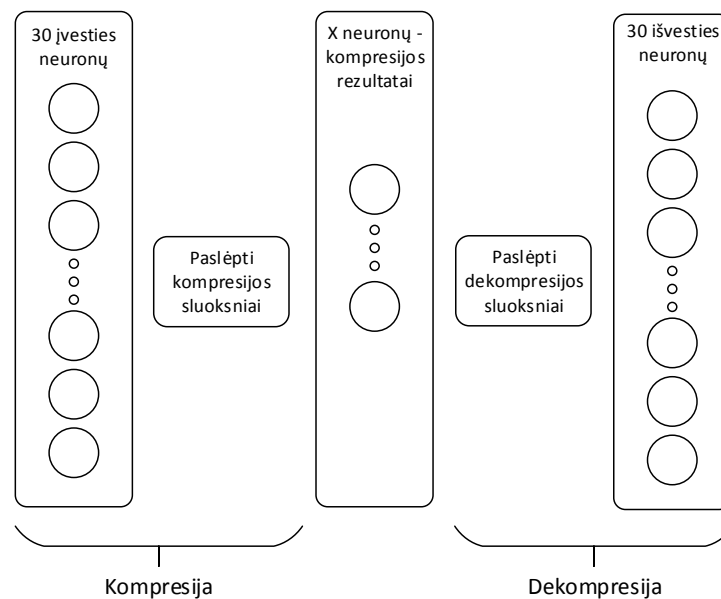 30 įvesties
neuronų
X neuronų -
kompresijos
rezultatai
30 išvesties
neuronų
Paslėpti
kompresijos
sluoksniai
Paslėpti
dekompresijos
sluoksniai
Kompresija
Dekompresija